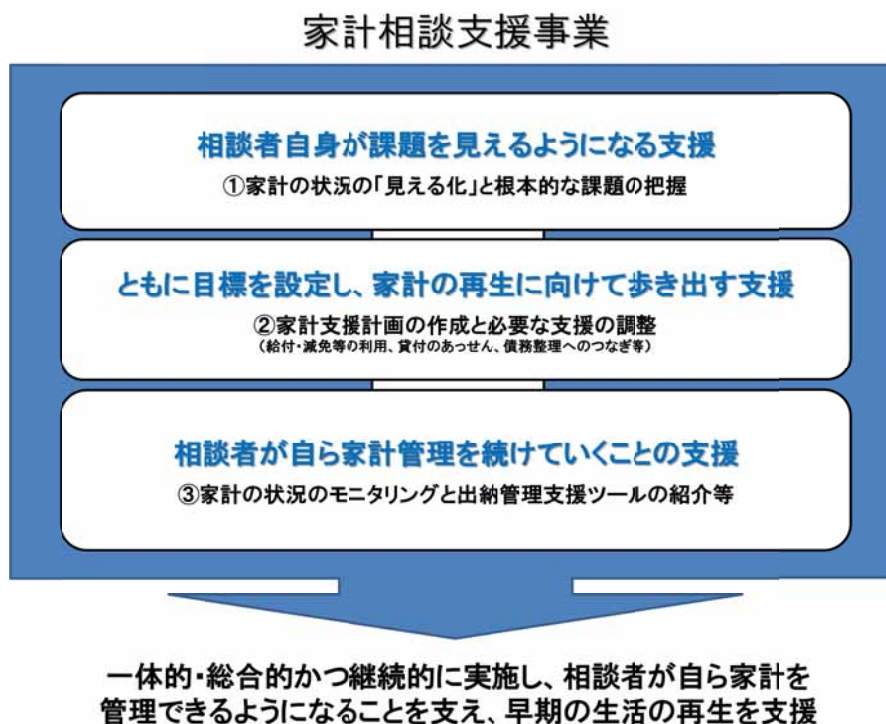 家計相談支援事業
相談者自身が課題を見えるようになる支援
①家計の状況の「見える化」と根本的な課題の把握
ともに目標を設定し、家計の再生に向けて歩き出す支援
②家計支援計画の作成と必要な支援の調整
（給付・減免等の利用、貸付のあっせん、債務整理へのつなぎ等）
相談者が自ら家計管理を続けていくことの支援
③家計の状況のモニタリングと出納管理支援ツールの紹介等
一体的・総合的かつ継続的に実施し、相談者が自ら家計を
管理できるようになることを支え、早期の生活の再生を支援